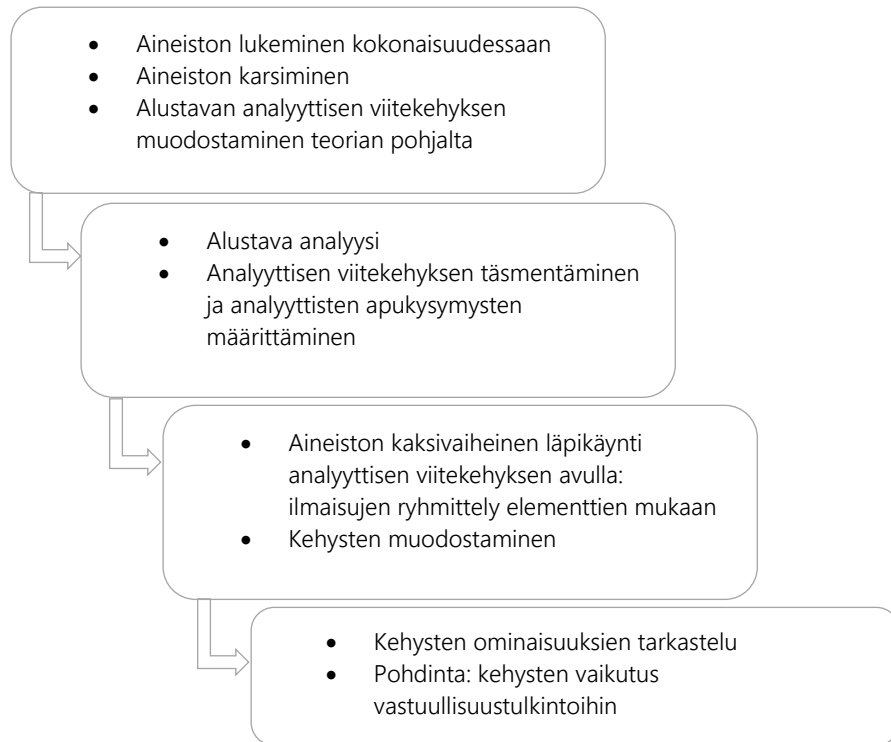 • Aineiston lukeminen kokonaisuudessaan
• Aineiston karsiminen
• Alustavan analyyttisen viitekehyksen
muodostaminen teorian pohjalta
• Alustava analyysi
• Analyyttisen viitekehyksen täsmentäminen
ja analyyttisten apukysymysten
määrittäminen
• Aineiston kaksivaiheinen läpikäynti
analyyttisen viitekehyksen avulla:
ilmaisujen ryhmittely elementtien mukaan
• Kehysten muodostaminen
• Kehysten ominaisuuksien tarkastelu
• Pohdinta: kehysten vaikutus
vastuullisuustulkintoihin